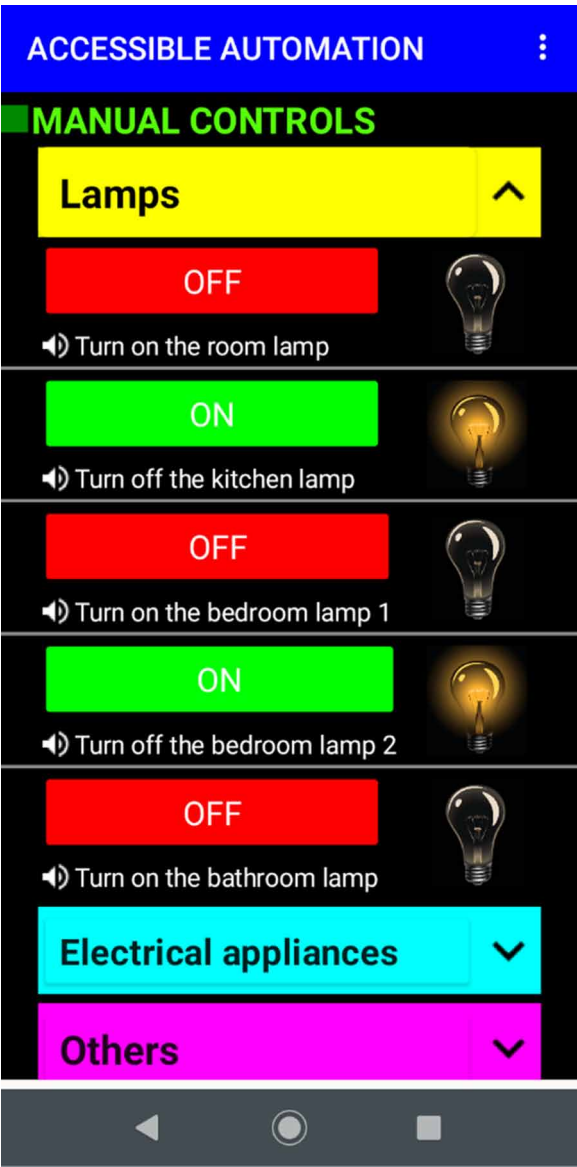 ACCESSIBLE AUTOMATION
MANUAL CONTROLS
Lamps
OFF
Turn on the room lamp
ON
Turn off the kitchen lamp
OFF
Turn on the bedroom lamp 1
ON
Turn off the bedroom lamp 2
OFF
Turn on the bathroom lamp
Electrical appliances
Others